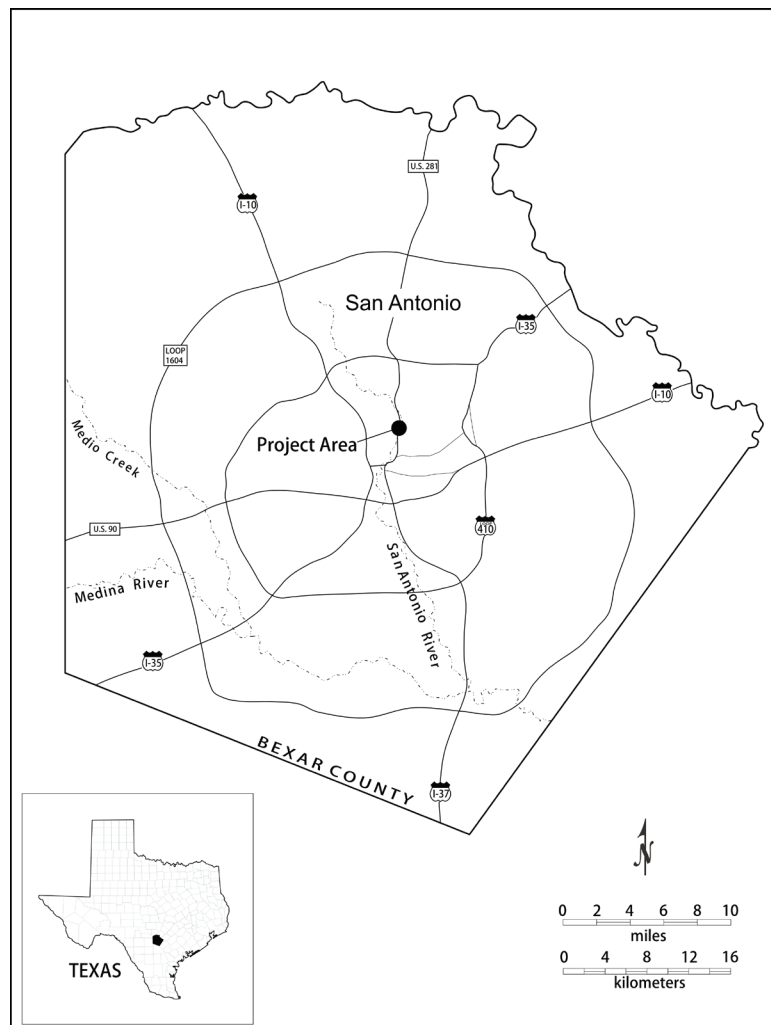 U.S. 281
I-10
San Antonio
I-35
LOOP
1604
I-10
Project Area
Medio Creek
U.S. 90
410
San Antonio River
Medina River
I-35
BEXAR COUNTY
I-37
N
TEXAS
0 2 4 6 8 10
miles
0 4 8 12 16
kilometers